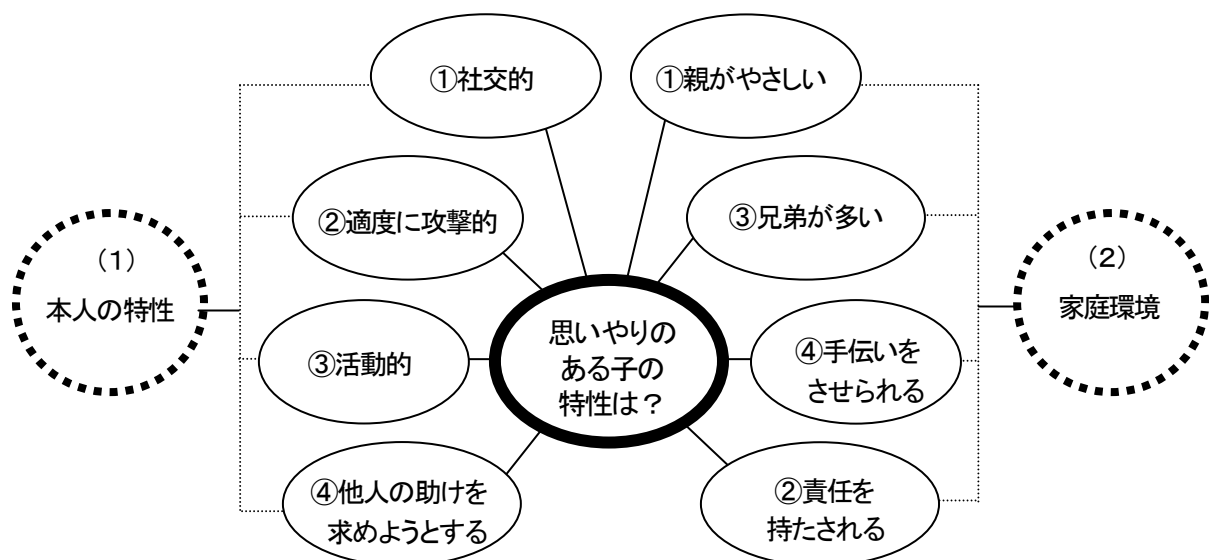 ①社交的
①親がやさしい
②適度に攻撃的
③兄弟が多い
(1)
本人の特性
(2)
家庭環境
思いやりの
ある子の
特性は？
③活動的
④手伝いを
させられる
④他人の助けを
求めようとする
②責任を
持たされる